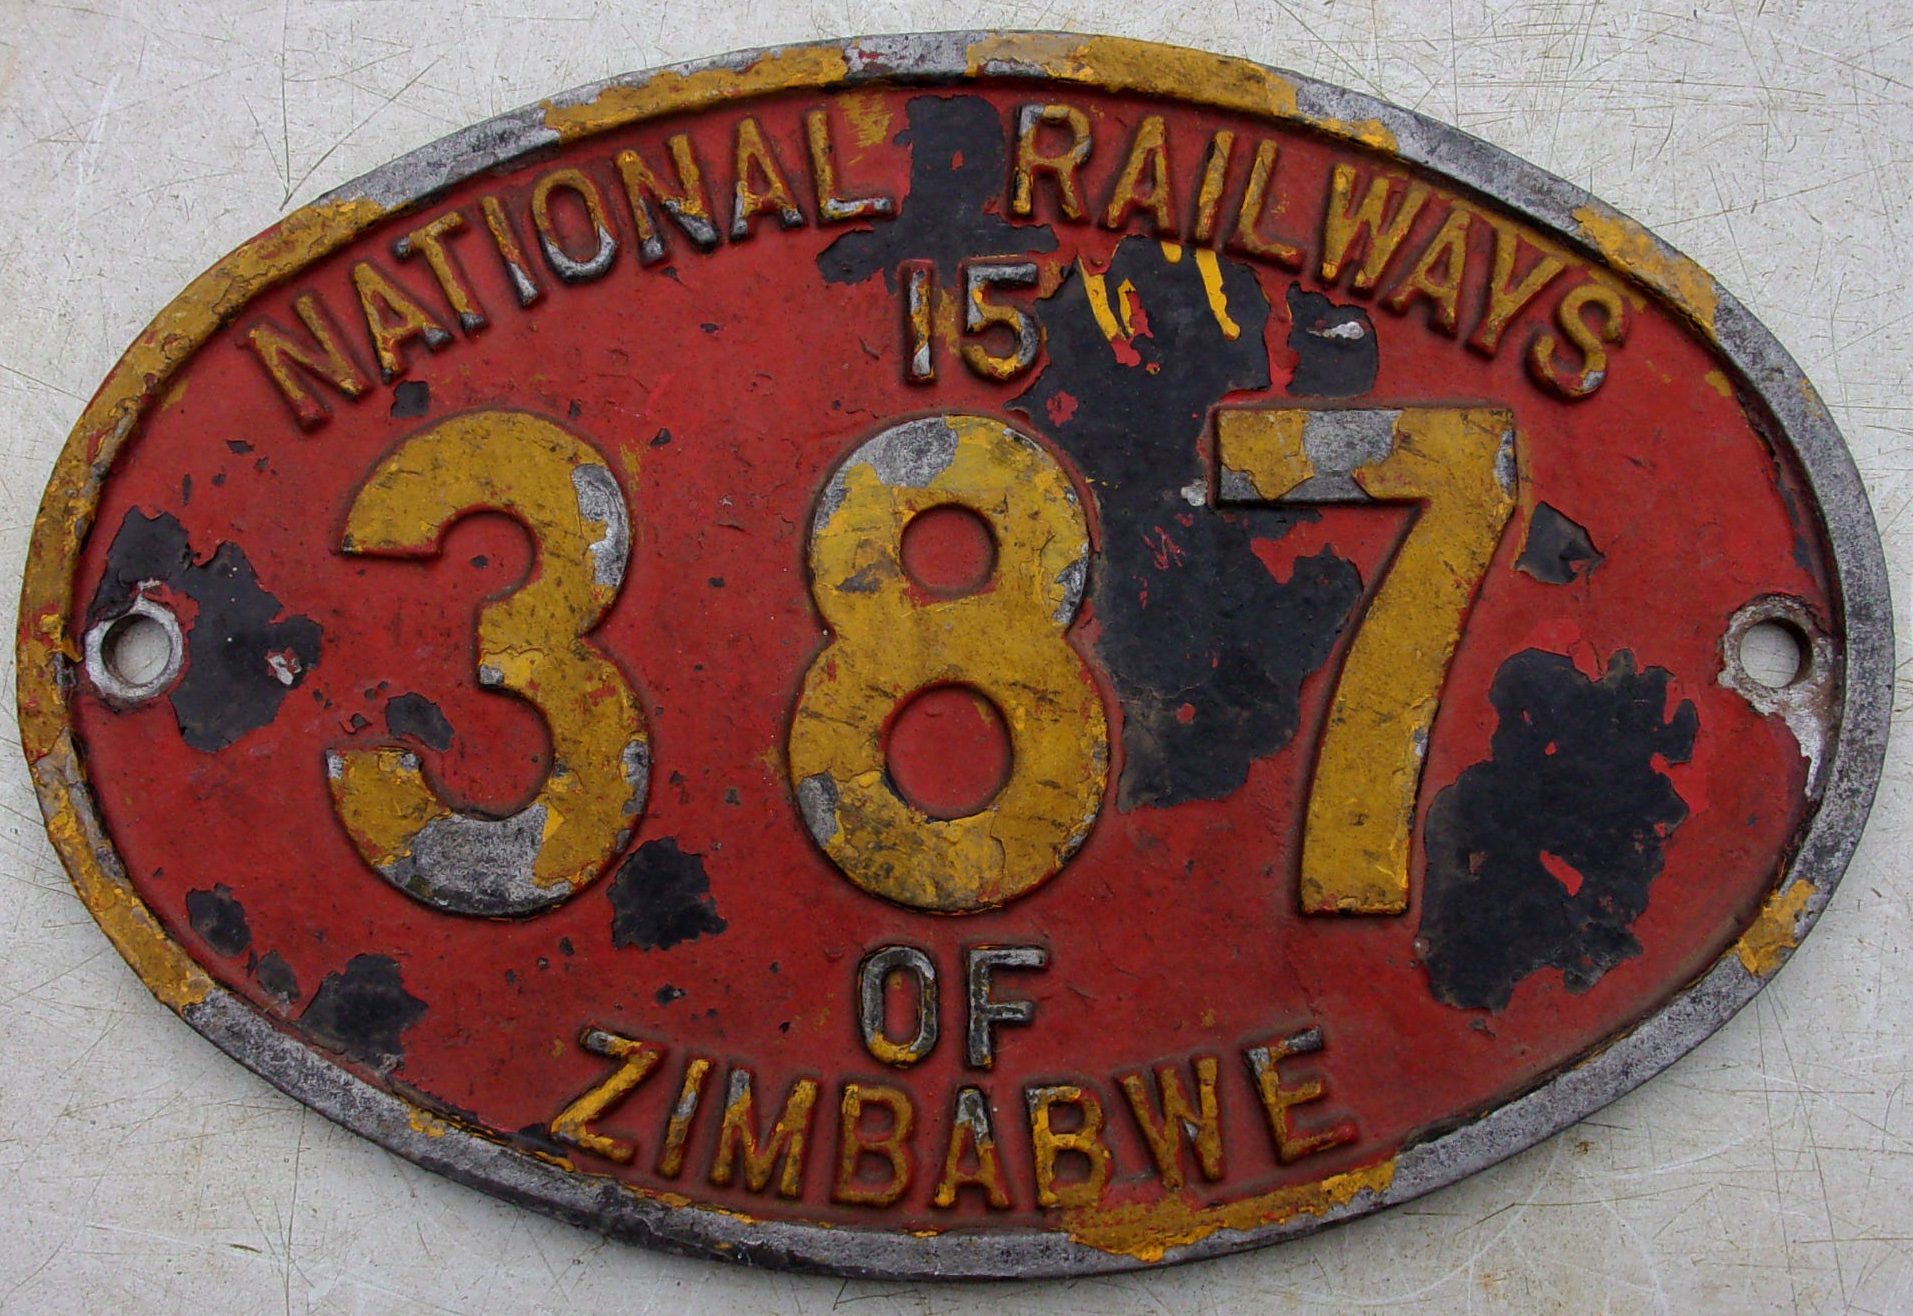 NATIONAL RAILWAYS
15
387
OF
ZIMBABWE